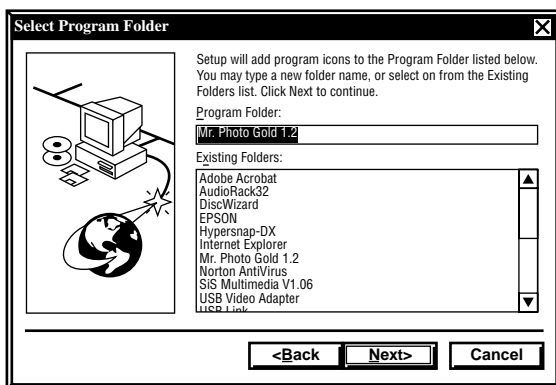 Select Program Folder
Setup will add program icons to the Program Folder listed below.
You may type a new folder name, or select on from the Existing
Folders list. Click Next to continue.
Program Folder:
Mr. Photo Gold 1.2
Existing Folders:
Adobe Acrobat
AudioRack32
DiscWizard
EPSON
Hypersnap-DX
Internet Explorer
Mr. Photo Gold 1.2
Norton AntiVirus
SiS Multimedia V1.06
USB Video Adapter
USB Link
<Back
Next>
Cancel